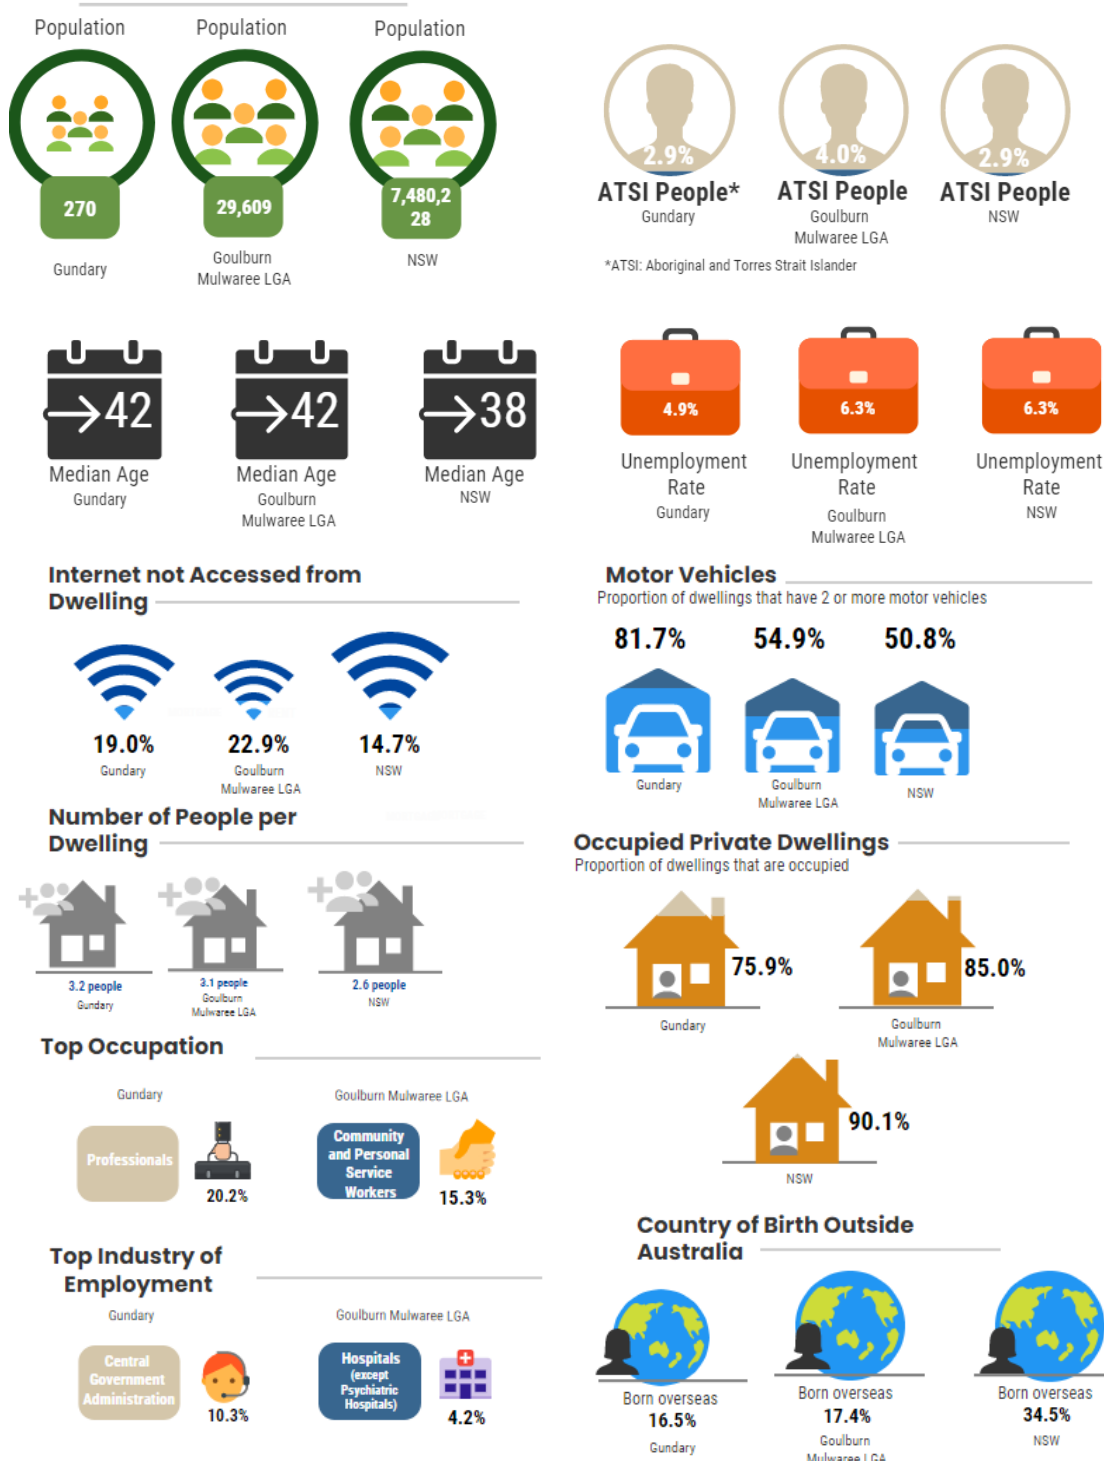 Population
Population
Population
270
29,609
7,480,2
28
Gundary
Goulburn
Mulwaree LGA
NSW
2.9%
4.0%
2.9%
ATSI People*
ATSI People
ATSI People
Gundary
Goulburn
Mulwaree LGA
NSW
*ATSI: Aboriginal and Torres Strait Islander
42
42
38
Median Age
Median Age
Median Age
Gundary
Goulburn
Mulwaree LGA
NSW
4.9%
6.3%
6.3%
Unemployment
Rate
Gundary
Unemployment
Rate
Goulburn
Mulwaree LGA
Unemployment
Rate
NSW
Internet not Accessed from
Dwelling
19.0%
22.9%
14.7%
Gundary
Goulburn
Mulwaree LGA
NSW
Motor Vehicles
Proportion of dwellings that have 2 or more motor vehicles
81.7%
54.9%
50.8%
Gundary
Goulburn
Mulwaree LGA
NSW
Number of People per
Dwelling
3.2 people
Gundary
3.1 people
Goulburn
Mulwaree LGA
2.6 people
NSW
Occupied Private Dwellings
Proportion of dwellings that are occupied
75.9%
Gundary
85.0%
Goulburn
Mulwaree LGA
90.1%
NSW
Top Occupation
Gundary
Goulburn Mulwaree LGA
Professionals
20.2%
Community
and Personal
Service
Workers
15.3%
Top Industry of
Employment
Gundary
Goulburn Mulwaree LGA
Central
Government
Administration
10.3%
Hospitals
(except
Psychiatric
Hospitals)
4.2%
Country of Birth Outside
Australia
Born overseas
16.5%
Gundary
Born overseas
17.4%
Goulburn
Mulwaree LGA
Born overseas
34.5%
NSW